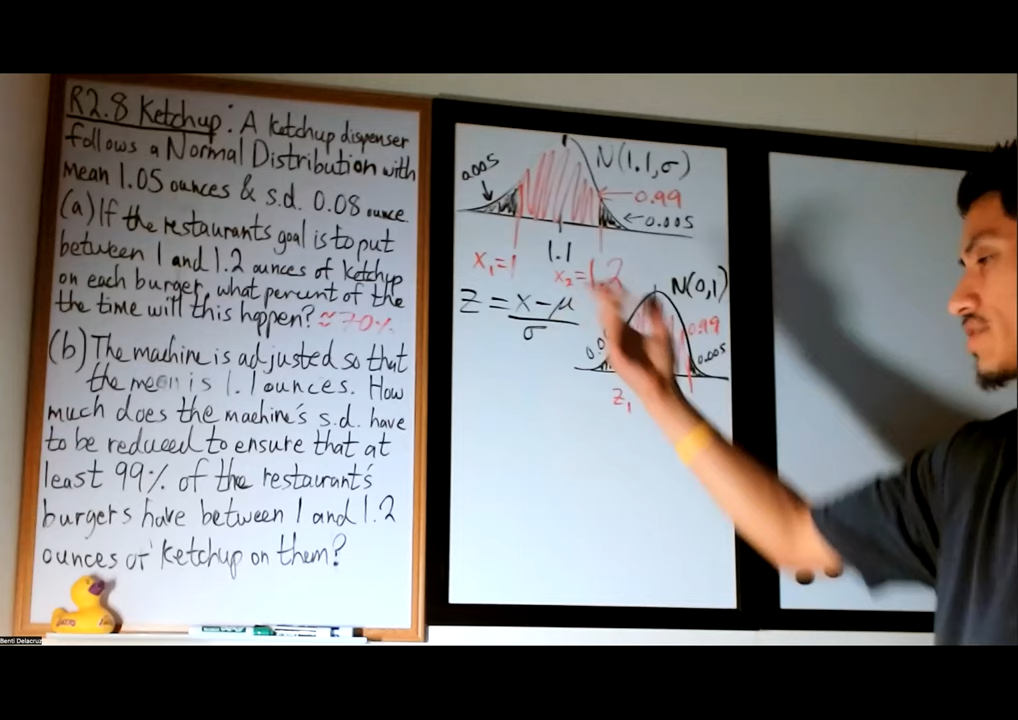 R2.8 Ketchup: A ketchup dispenser
follows a Normal Distribution with
mean 1.05 ounces & s.d. 0.08 ounce.
(a) If the restaurants goal is to put
between 1 and 1.2 ounces of ketchup
on each burger, what percent of the
the time will this happen? ≈70%
(b) The machine is adjusted so that
the mean is 1.1 ounces. How
much does the machine's s.d. have
to be reduced to ensure that at
least 99% of the restaurant's
burgers have between 1 and 1.2
ounces of ketchup on them?
Benti Delacruz
0.005
N(1.1,σ)
←0.99
←0.005
1.1
x₁=1
x₂=1.2
Z = x-μ
σ
N(0,1)
0.99
0.005
Z₁